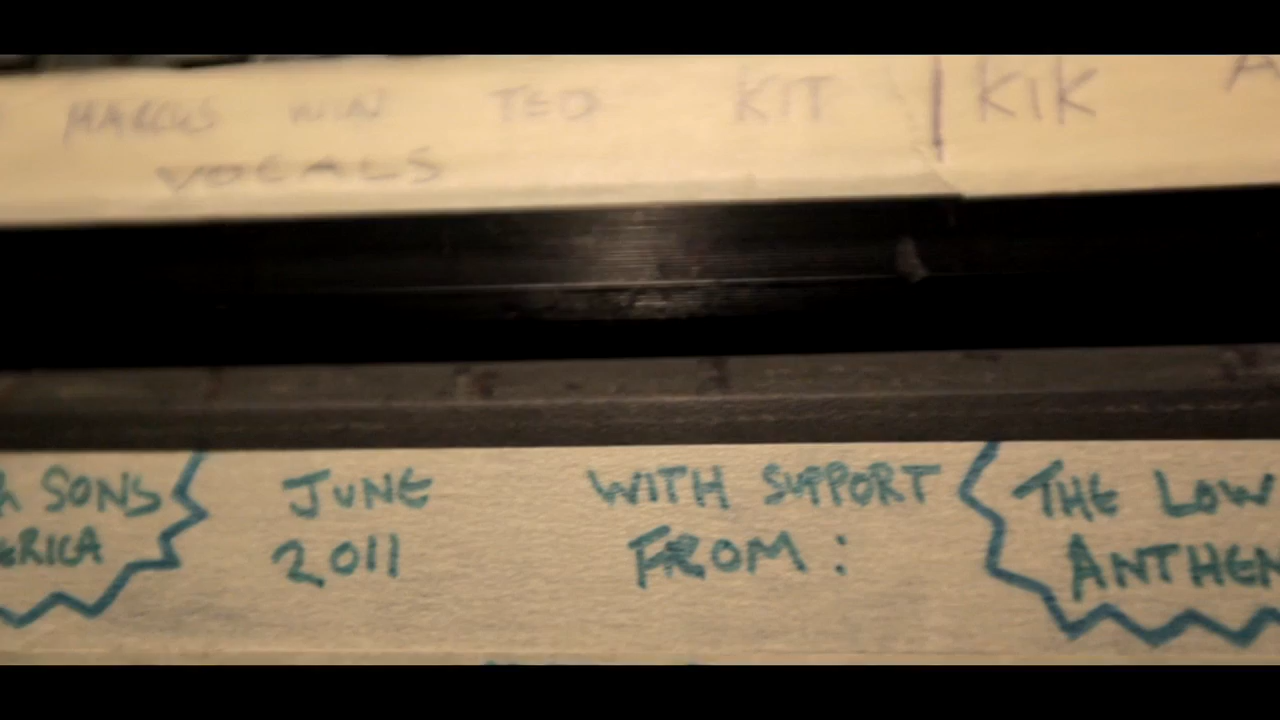 MARCUS WIN TED KIT KIK A
VOCALS
& SONS JUNE WITH SUPPORT THE LOW
ERICA 2011 FROM: ANTHEM